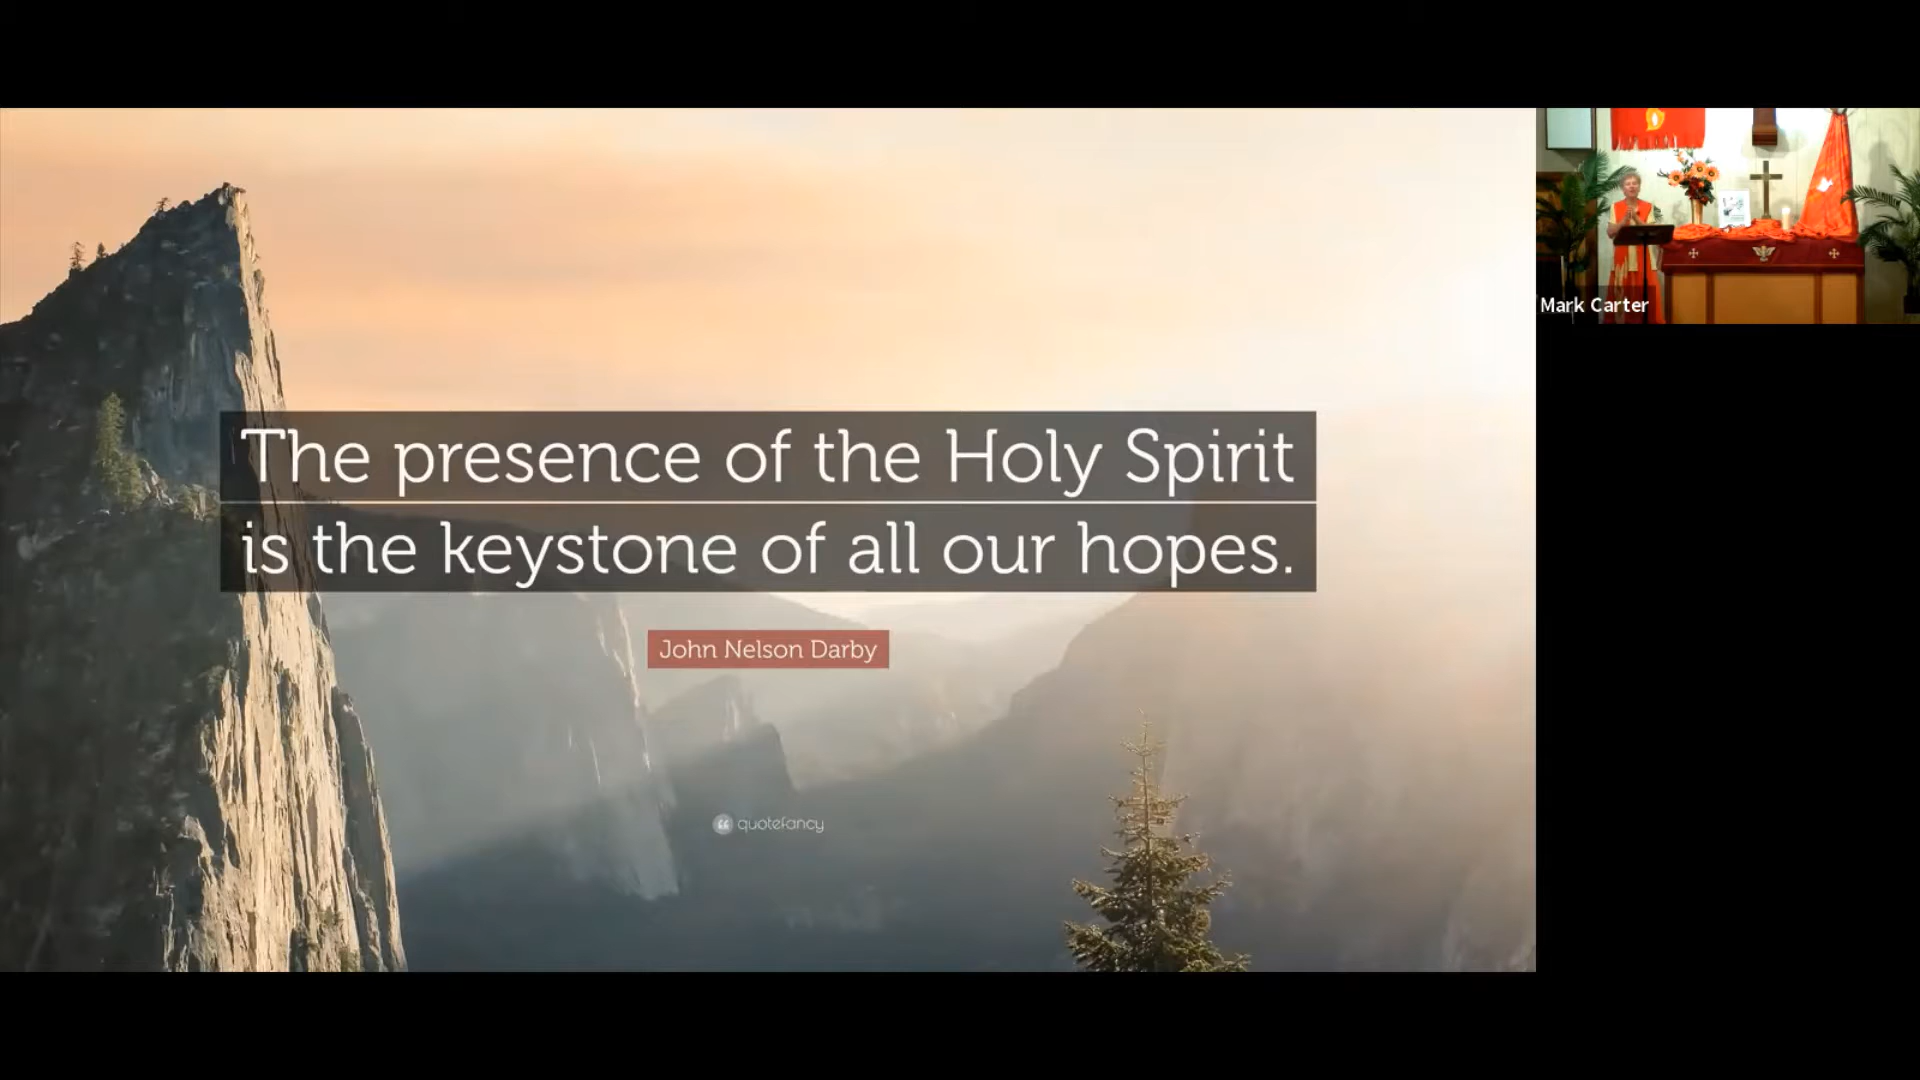 The presence of the Holy Spirit
is the keystone of all our hopes.
John Nelson Darby
quotefancy
Mark Carter